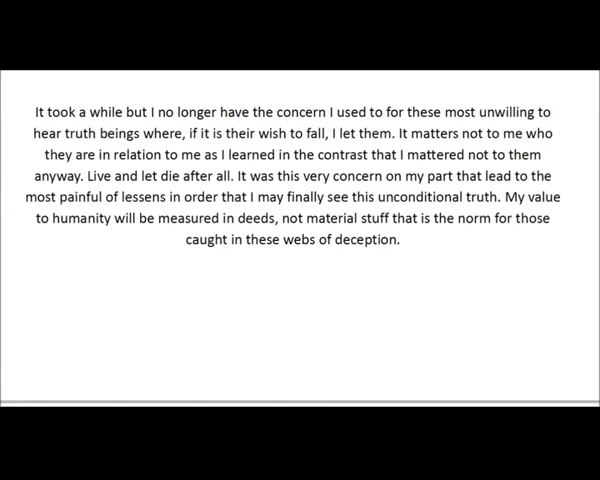 It took a while but I no longer have the concern I used to for these most unwilling to
hear truth beings where, if it is their wish to fall, I let them. It matters not to me who
they are in relation to me as I learned in the contrast that I mattered not to them
anyway. Live and let die after all. It was this very concern on my part that lead to the
most painful of lessens in order that I may finally see this unconditional truth. My value
to humanity will be measured in deeds, not material stuff that is the norm for those
caught in these webs of deception.